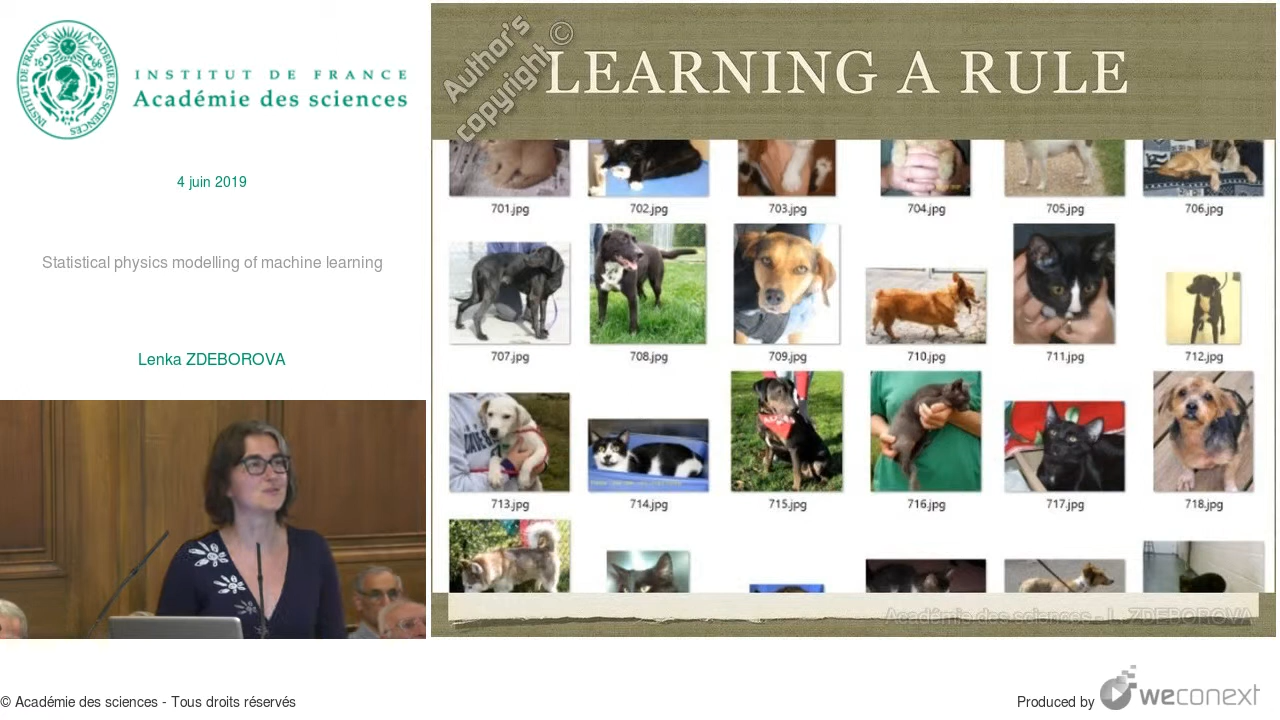 INSTITUT DE FRANCE
Académie des sciences
4 juin 2019
Statistical physics modelling of machine learning
Lenka ZDEBOROVA
Author's
copyright ©
LEARNING A RULE
701.jpg 702.jpg 703.jpg 704.jpg 705.jpg 706.jpg
707.jpg 708.jpg 709.jpg 710.jpg 711.jpg 712.jpg
713.jpg 714.jpg 715.jpg 716.jpg 717.jpg 718.jpg
Académie des sciences - L. ZDEBOROVA
© Académie des sciences - Tous droits réservés
Produced by weconext